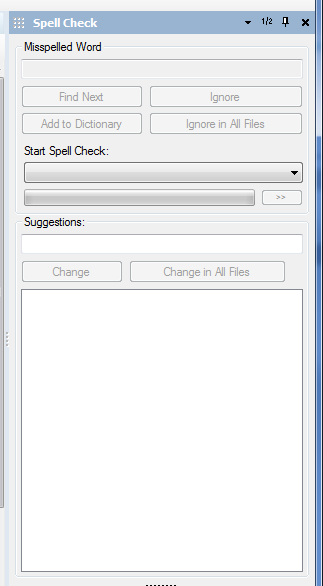 Spell Check 1/2
Misspelled Word
Find Next Ignore
Add to Dictionary Ignore in All Files
Start Spell Check:
>>
Suggestions:
Change Change in All Files